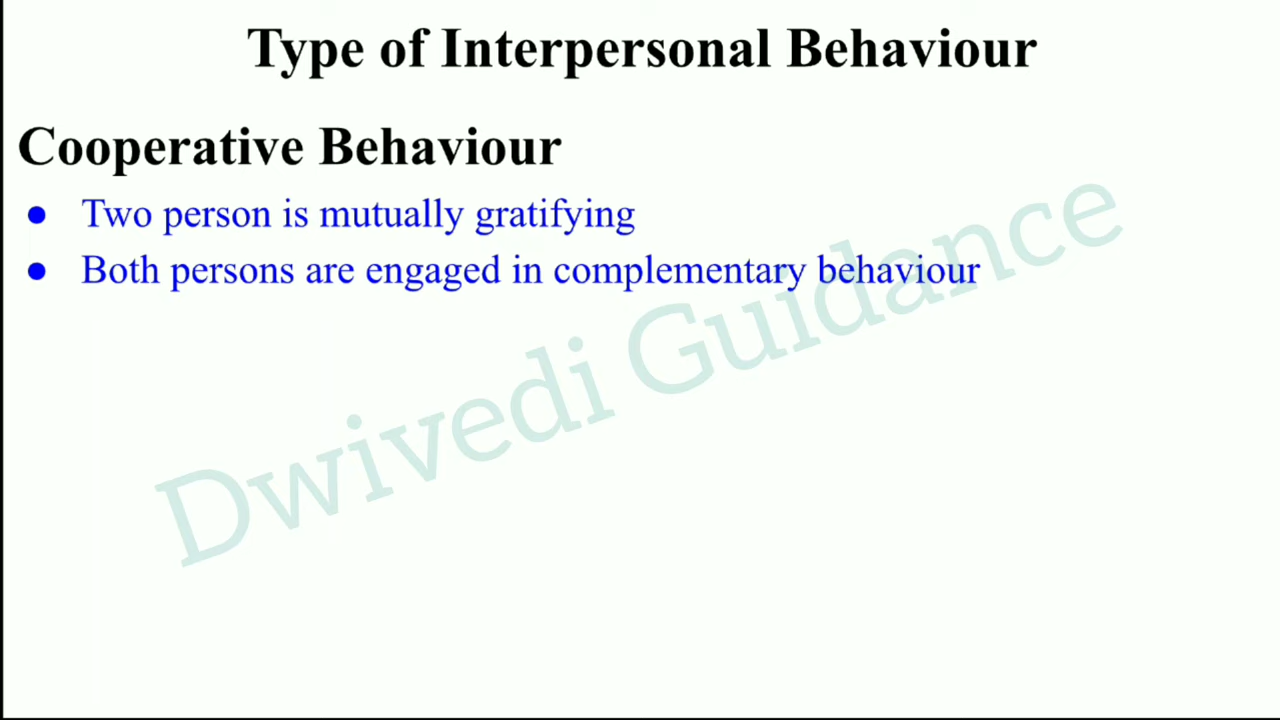 Type of Interpersonal Behaviour
Cooperative Behaviour
● Two person is mutually gratifying
● Both persons are engaged in complementary behaviour
Dwivedi Guidance